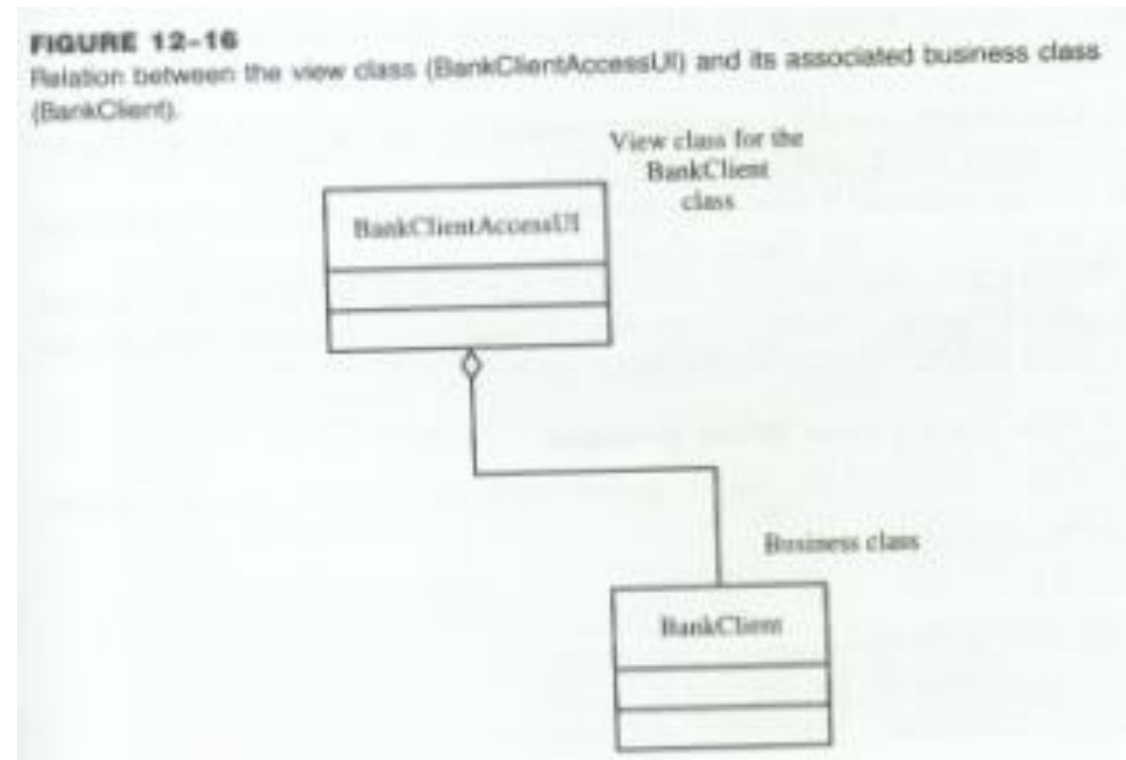 FIGURE 12-16
Relation between the view class (BankClientAccessUI) and its associated business class
(BankClient).
View class for the
BankClient
class
BankClientAccessUI
Business class
BankClient